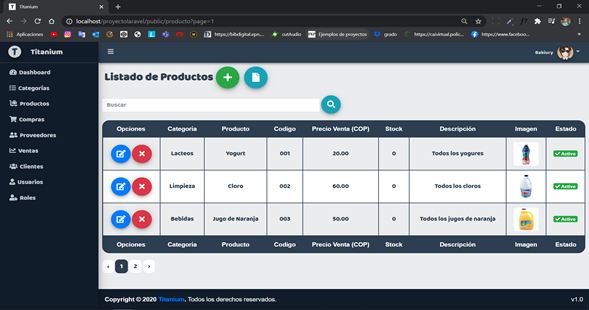 Titanium
localhost/proyectolaravel/public/producto?page=1
Aplicaciones
https://bibdigital.epn...
cutAudio
Ejemplos de proyectos
grado
https://calvirtual.polic...
https://www.faceboo...
Titanium
Dashboard
Categorías
Productos
Compras
Proveedores
Ventas
Clientes
Usuarios
Roles
Listado de Productos
Buscar
Opciones Categoria Producto Codigo Precio Venta (COP) Stock Descripción Imagen Estado
Lacteos Yogurt 001 20.00 0 Todos los yogures Activo
Limpieza Cloro 002 60.00 0 Todos los cloros Activo
Bebidas Jugo de Naranja 003 50.00 0 Todos los jugos de naranja Activo
Opciones Categoria Producto Codigo Precio Venta (COP) Stock Descripción Imagen Estado
‹ 1 2 ›
Copyright © 2020 Titanium. Todos los derechos reservados. v1.0